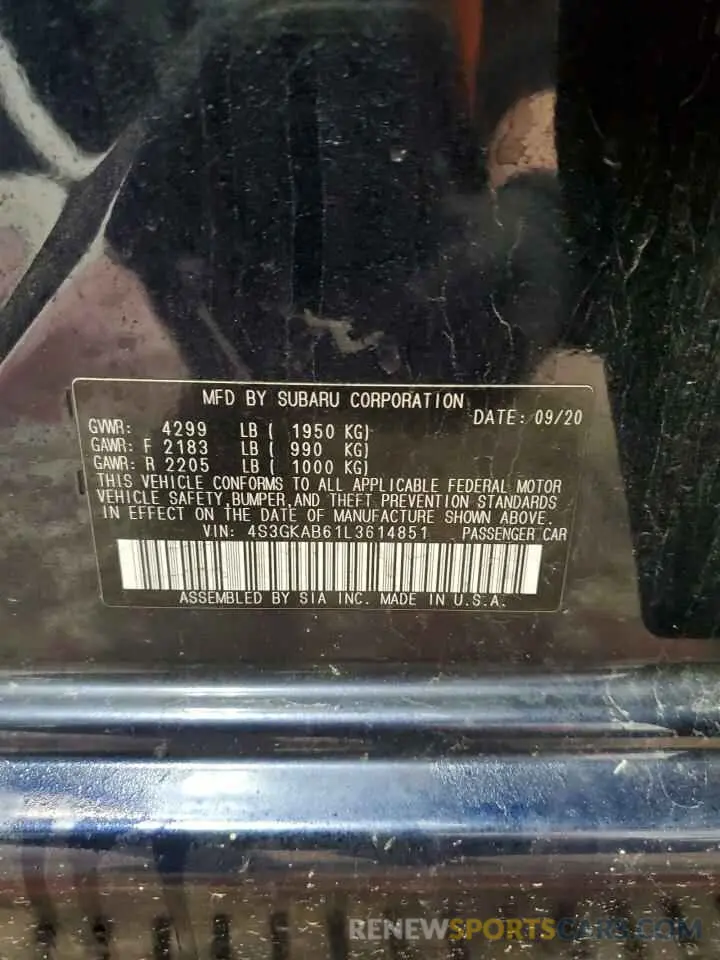 MFD BY SUBARU CORPORATION
DATE: 09/20
GVWR: 4299 LB ( 1950 KG)
GAWR: F 2183 LB ( 990 KG)
GAWR: R 2205 LB ( 1000 KG)
THIS VEHICLE CONFORMS TO ALL APPLICABLE FEDERAL MOTOR
VEHICLE SAFETY, BUMPER, AND THEFT PREVENTION STANDARDS
IN EFFECT ON THE DATE OF MANUFACTURE SHOWN ABOVE.
VIN: 4S3GKAB61L3614851 PASSENGER CAR
ASSEMBLED BY SIA INC. MADE IN U.S.A.
RENEWSPORTSCARS.COM